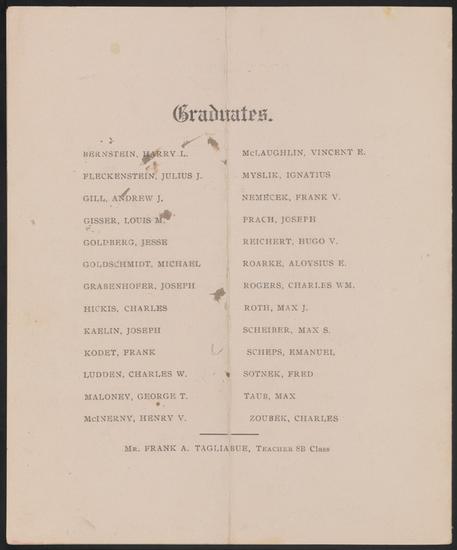 Graduates.
BERNSTEIN, HARRY L.
FLECKENSTEIN, JULIUS J.
GILL, ANDREW J.
GISSER, LOUIS M.
GOLDBERG, JESSE
GOLDSCHMIDT, MICHAEL
GRABENHOFER, JOSEPH
HICKIS, CHARLES
KAELIN, JOSEPH
KODET, FRANK
LUDDEN, CHARLES W.
MALONEY, GEORGE T.
McINERNY, HENRY V.
McLAUGHLIN, VINCENT E.
MYSLIK, IGNATIUS
NEMECEK, FRANK V.
PRACH, JOSEPH
REICHERT, HUGO V.
ROARKE, ALOYSIUS E.
ROGERS, CHARLES WM.
ROTH, MAX J.
SCHEIBER, MAX S.
SCHEPS, EMANUEL
SOTNEK, FRED
TAUB, MAX
ZOUBEK, CHARLES
MR. FRANK A. TAGLIABUE, TEACHER 8B Class